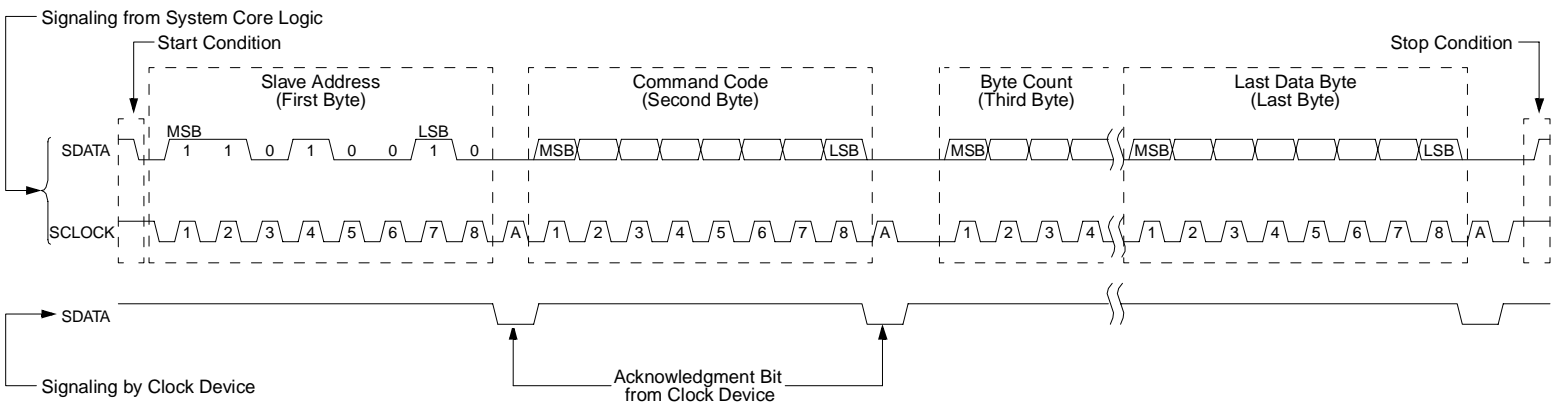 Signaling from System Core Logic
Start Condition
Stop Condition
Slave Address
(First Byte)
Command Code
(Second Byte)
Byte Count
(Third Byte)
Last Data Byte
(Last Byte)
MSB
LSB
SDATA
1 1 0 1 0 0 1 0
MSB
LSB
MSB
MSB
LSB
SCLOCK
1 2 3 4 5 6 7 8 A 1 2 3 4 5 6 7 8 A 1 2 3 4 1 2 3 4 5 6 7 8 A
SDATA
Signaling by Clock Device
Acknowledgment Bit
from Clock Device